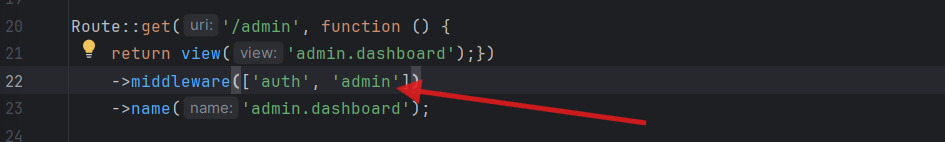 20 Route::get( uri: '/admin', function () {
21 return view( view: 'admin.dashboard');})
22 ->middleware(['auth', 'admin'])
23 ->name( name: 'admin.dashboard');
24